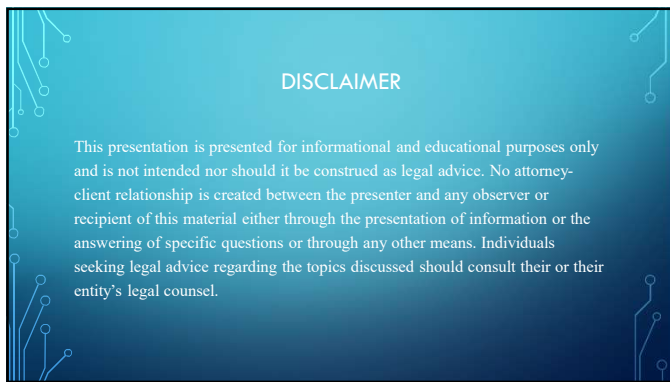 DISCLAIMER
This presentation is presented for informational and educational purposes only
and is not intended nor should it be construed as legal advice. No attorney-
client relationship is created between the presenter and any observer or
recipient of this material either through the presentation of information or the
answering of specific questions or through any other means. Individuals
seeking legal advice regarding the topics discussed should consult their or their
entity’s legal counsel.